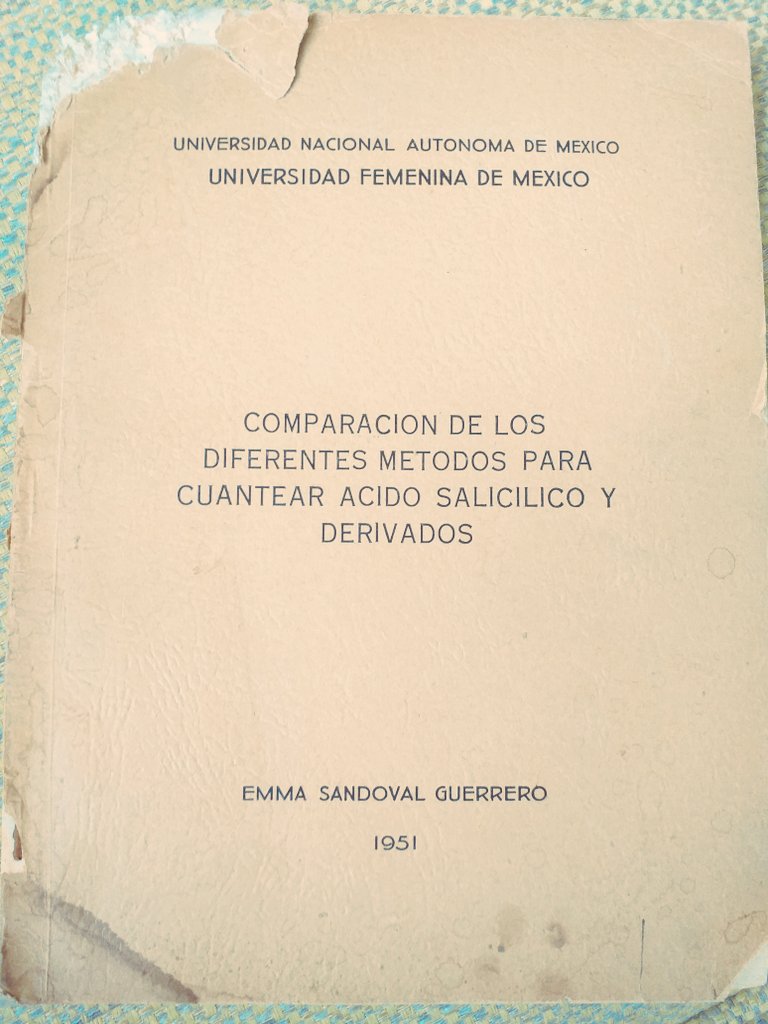 UNIVERSIDAD NACIONAL AUTONOMA DE MEXICO
UNIVERSIDAD FEMENINA DE MEXICO
COMPARACION DE LOS
DIFERENTES METODOS PARA
CUANTEAR ACIDO SALICILICO Y
DERIVADOS
EMMA SANDOVAL GUERRERO
1951